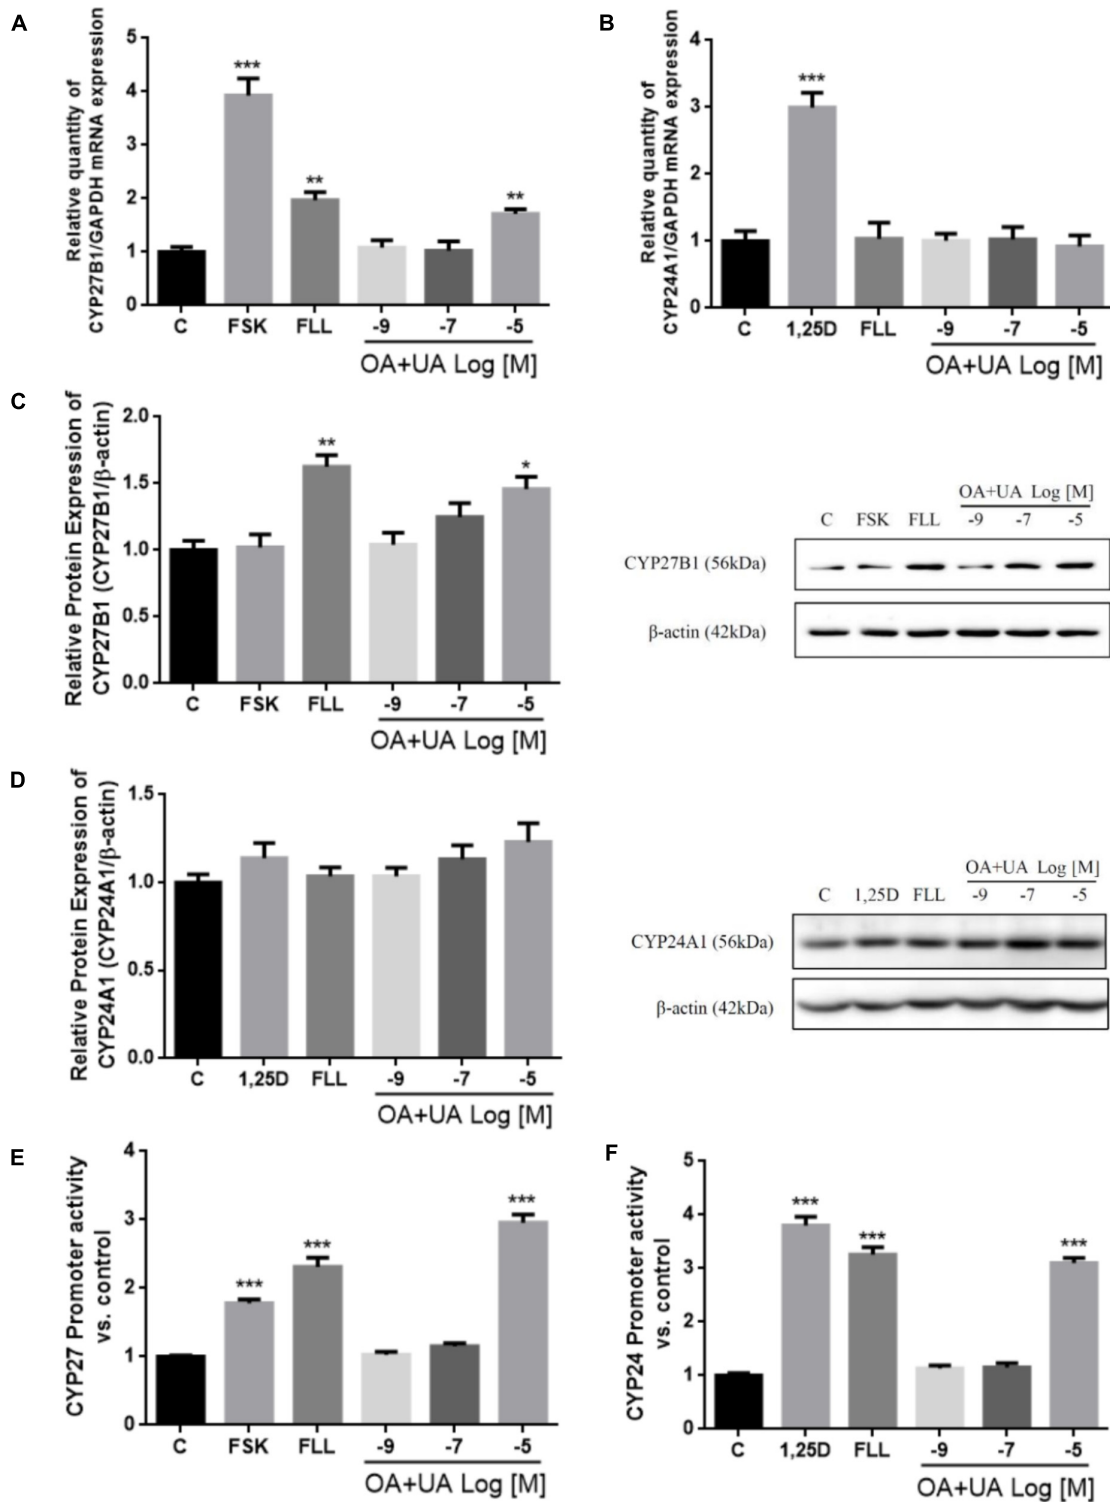 A
Relative quantity of
CYP27B1/GAPDH mRNA expression
5
4
3
2
1
0
***
**
**
C FSK FLL -9 -7 -5
OA+UA Log [M]
B
Relative quantity of
CYP24A1/GAPDH mRNA expression
4
3
2
1
0
***
C 1,25D FLL -9 -7 -5
OA+UA Log [M]
C
Relative Protein Expression of
CYP27B1 (CYP27B1/β-actin)
2.0
1.5
1.0
0.5
0.0
**
*
C FSK FLL -9 -7 -5
OA+UA Log [M]
OA+UA Log [M]
C FSK FLL -9 -7 -5
CYP27B1 (56kDa)
β-actin (42kDa)
D
Relative Protein Expression of
CYP24A1 (CYP24A1/β-actin)
1.5
1.0
0.5
0.0
C 1,25D FLL -9 -7 -5
OA+UA Log [M]
OA+UA Log [M]
C 1,25D FLL -9 -7 -5
CYP24A1 (56kDa)
β-actin (42kDa)
E
CYP27 Promoter activity
vs. control
4
3
2
1
0
***
***
***
C FSK FLL -9 -7 -5
OA+UA Log [M]
F
CYP24 Promoter activity
vs. control
5
4
3
2
1
0
***
***
***
C 1,25D FLL -9 -7 -5
OA+UA Log [M]